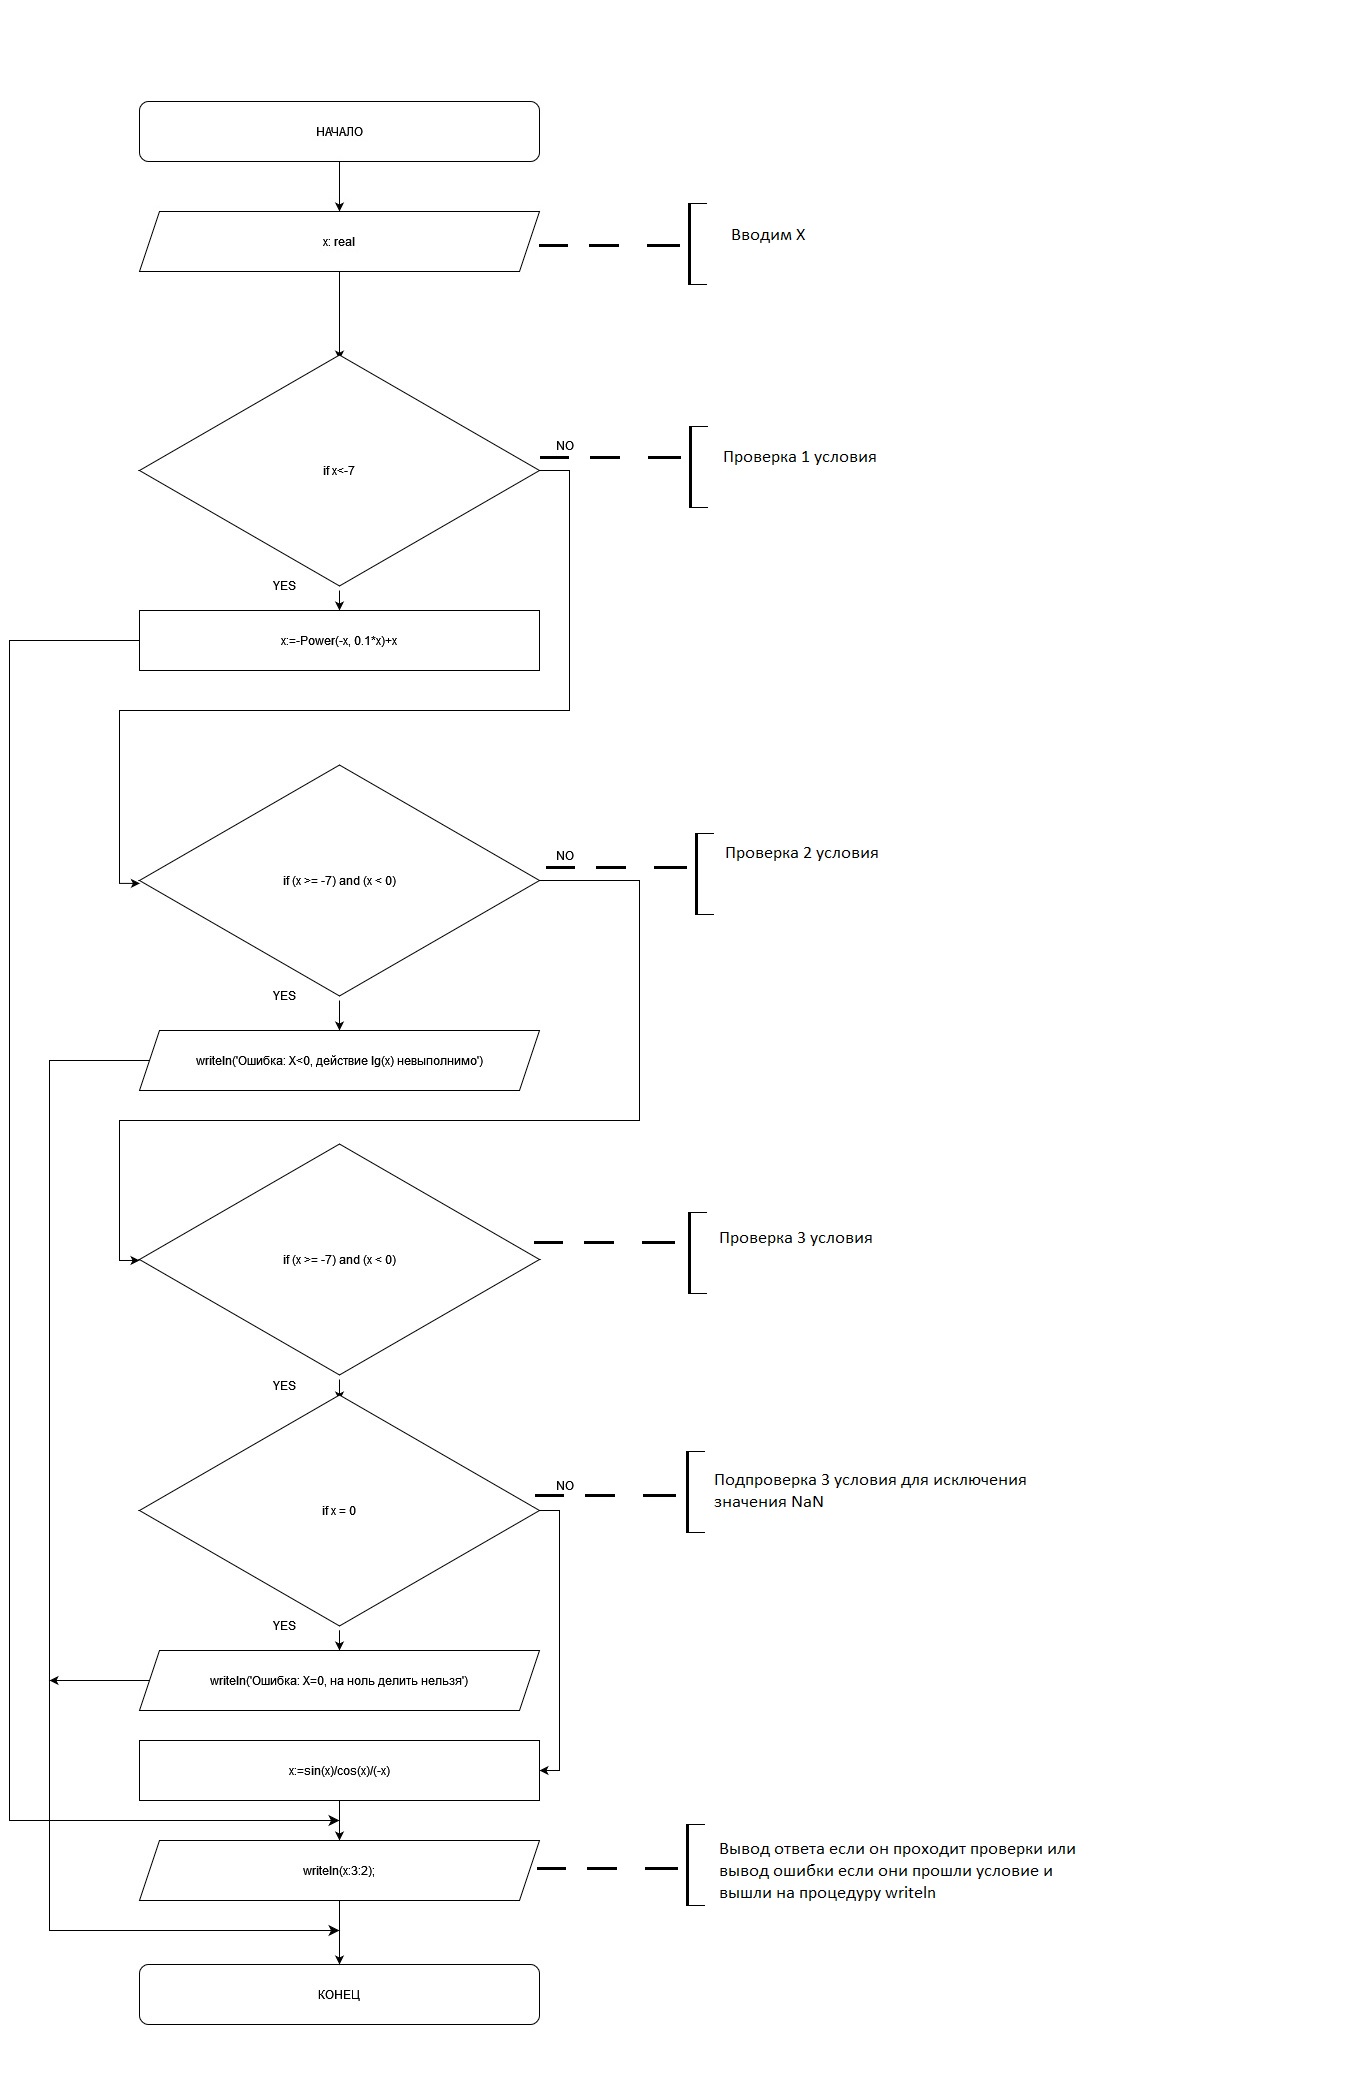 НАЧАЛО
x: real
Вводим X
if x<-7
NO
Проверка 1 условия
YES
x:=-Power(-x, 0.1*x)+x
if (x >= -7) and (x < 0)
NO
Проверка 2 условия
YES
writeln('Ошибка: X<0, действие lg(x) невыполнимо')
if (x >= -7) and (x < 0)
Проверка 3 условия
YES
if x = 0
NO
Подпроверка 3 условия для исключения
значения NaN
YES
writeln('Ошибка: X=0, на ноль делить нельзя')
x:=sin(x)/cos(x)/(-x)
writeln(x:3:2);
Вывод ответа если он проходит проверки или
вывод ошибки если они прошли условие и
вышли на процедуру writeln
КОНЕЦ